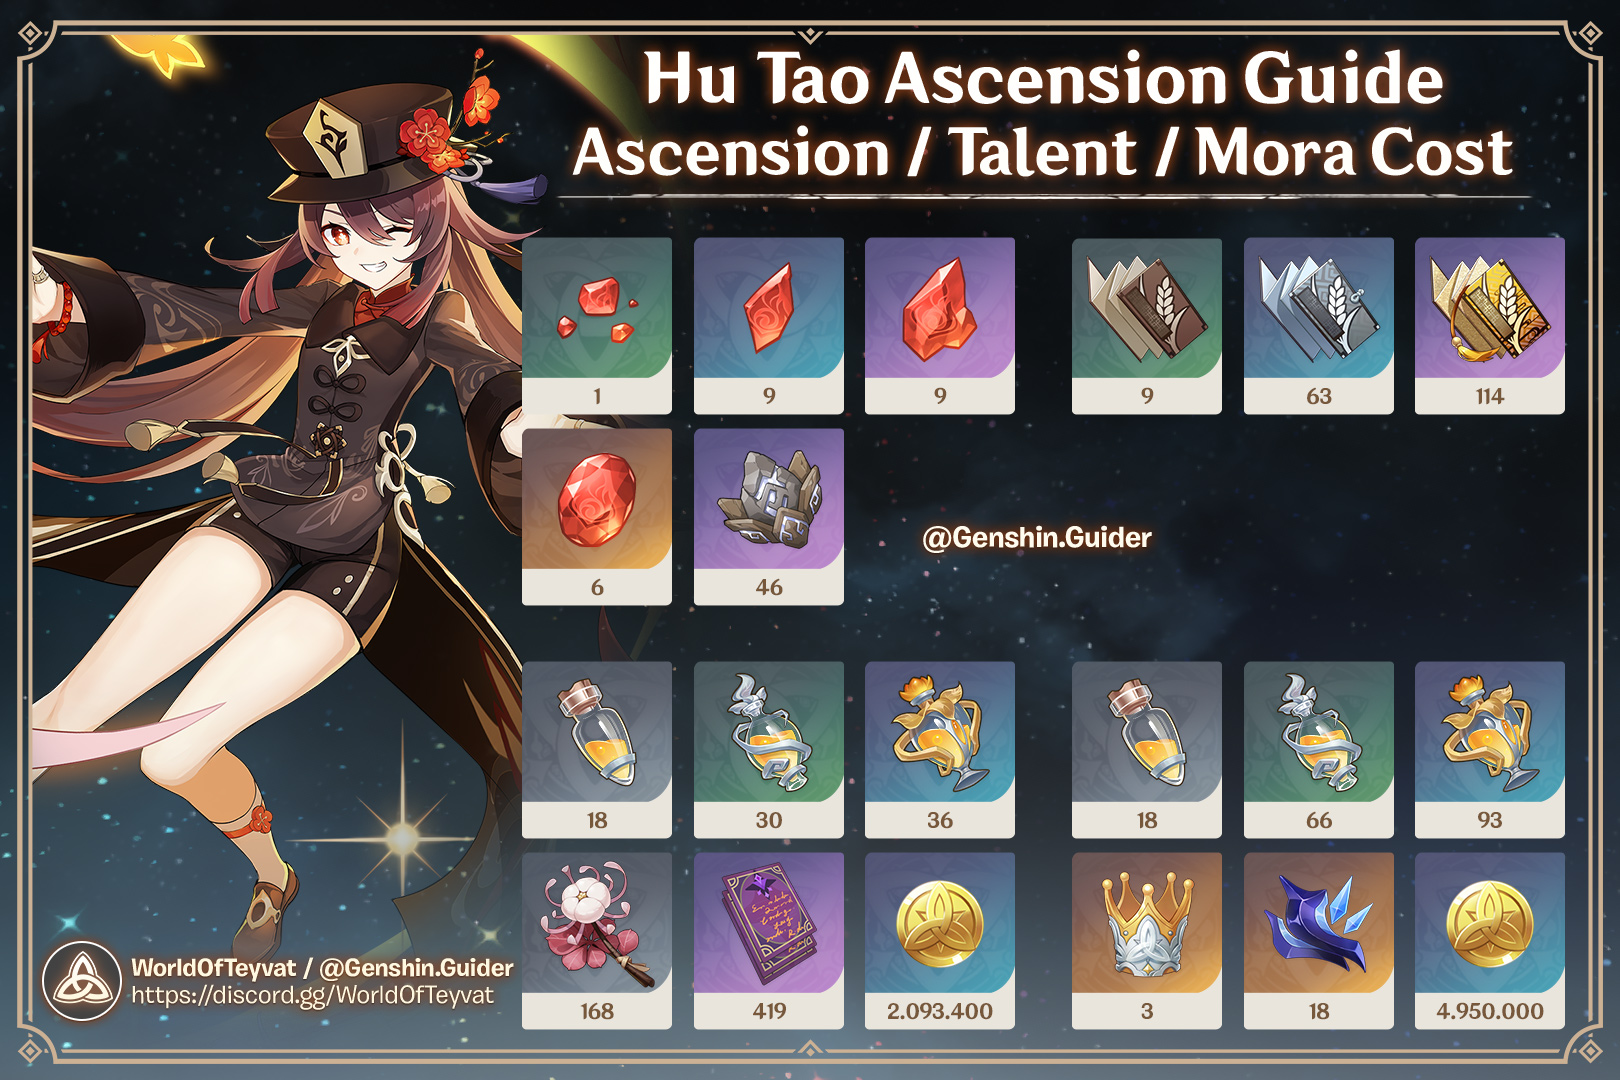 Hu Tao Ascension Guide
Ascension / Talent / Mora Cost
1 9 9 9 63 114
6 46
@Genshin.Guider
18 30 36 18 66 93
168 419 2.093.400 3 18 4.950.000
WorldOfTeyvat / @Genshin.Guider
https://discord.gg/WorldOfTeyvat